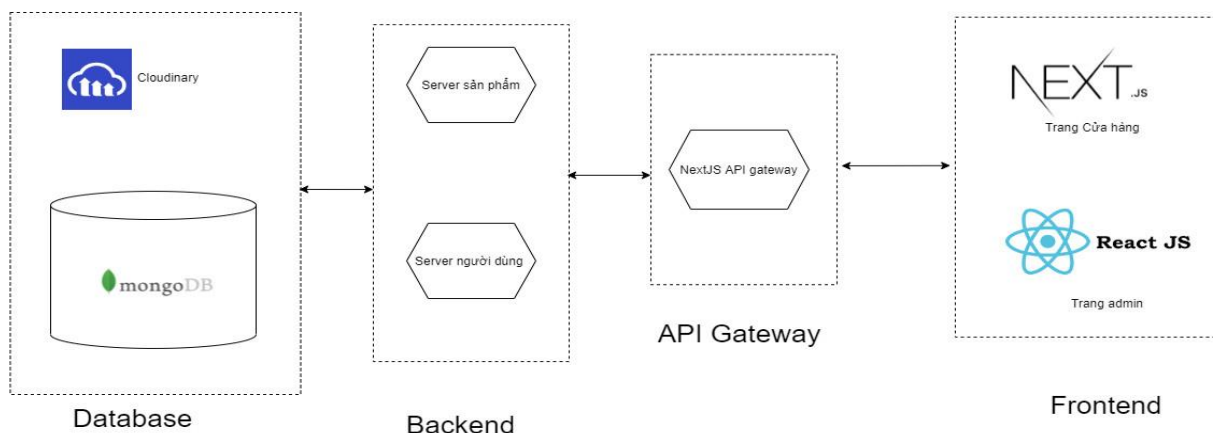 Cloudinary
mongoDB
Database
Server sản phẩm
Server người dùng
Backend
NextJS API gateway
API Gateway
NEXT.JS
Trang Cửa hàng
React JS
Trang admin
Frontend